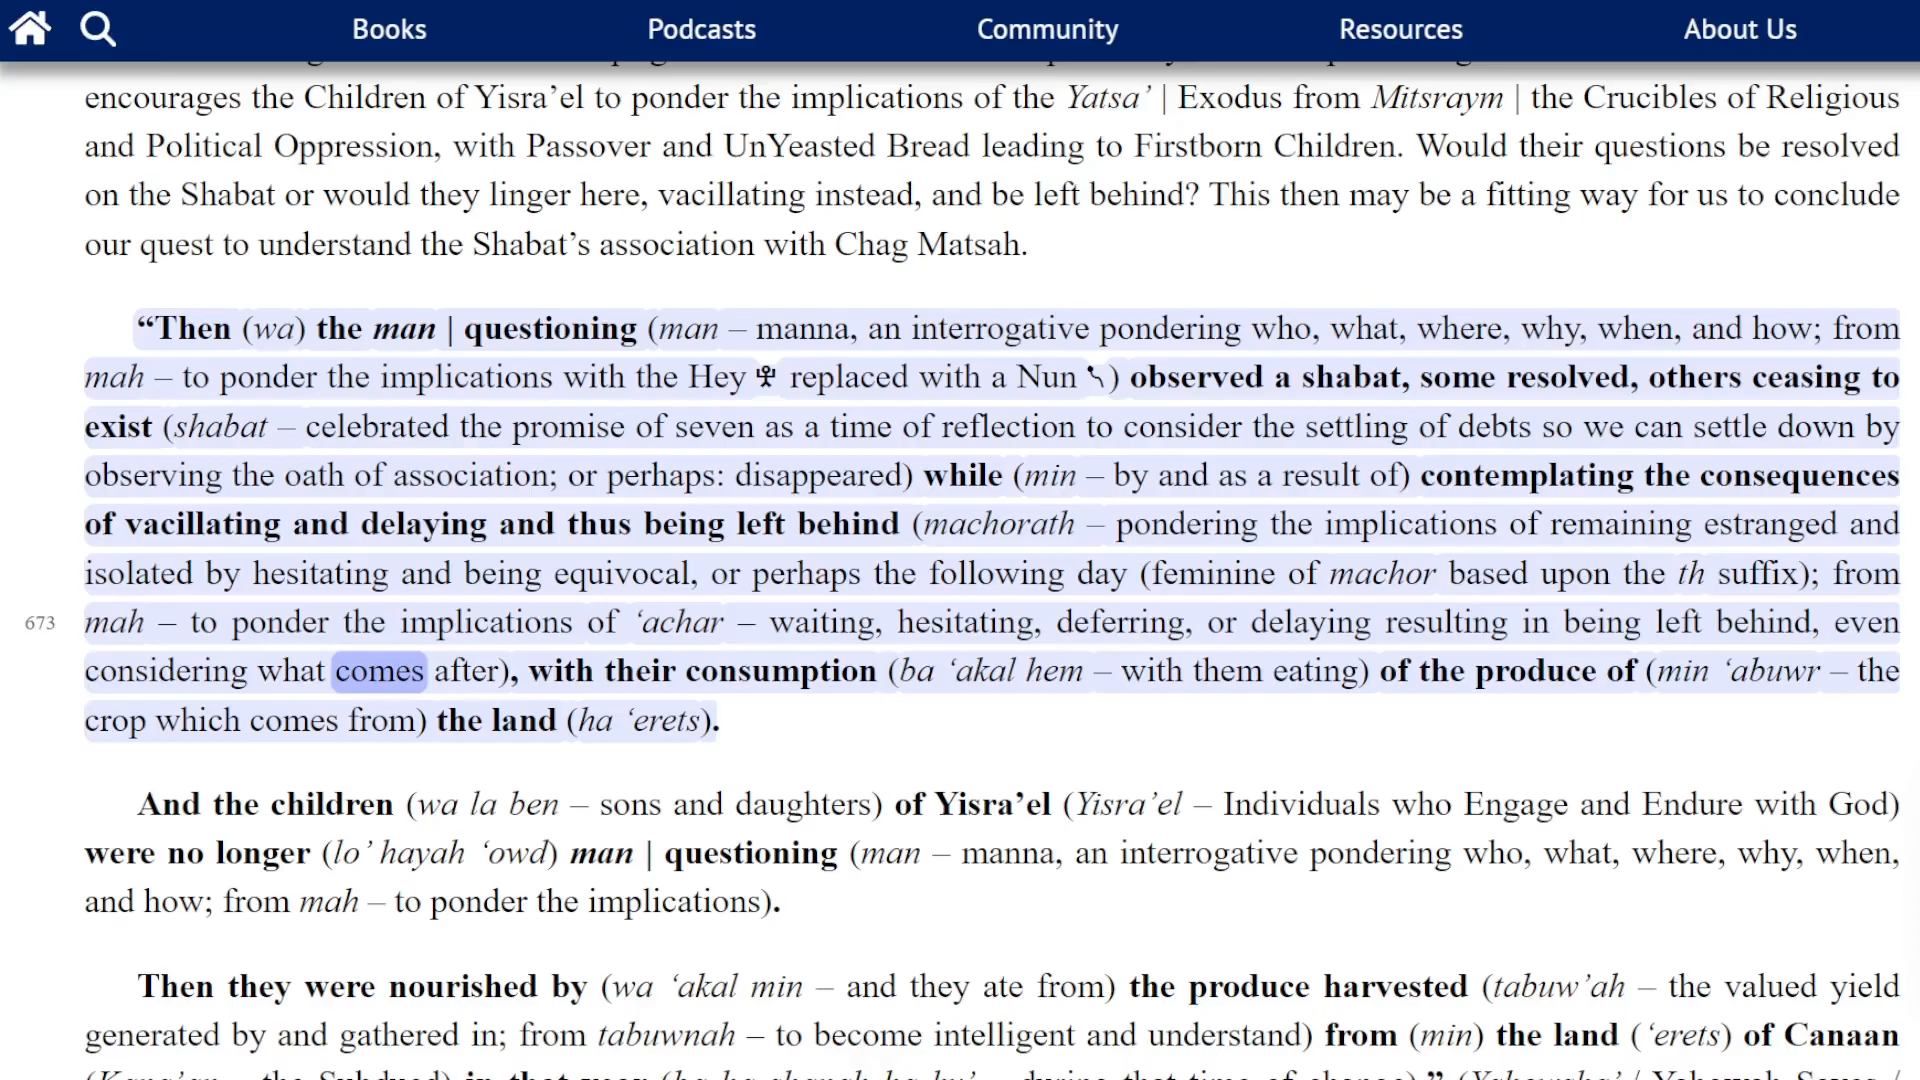 Books Podcasts Community Resources About Us
encourages the Children of Yisra’el to ponder the implications of the Yatsa’ | Exodus from Mitsraym | the Crucibles of Religious
and Political Oppression, with Passover and UnYeasted Bread leading to Firstborn Children. Would their questions be resolved
on the Shabat or would they linger here, vacillating instead, and be left behind? This then may be a fitting way for us to conclude
our quest to understand the Shabat’s association with Chag Matsah.
“Then (wa) the man | questioning (man – manna, an interrogative pondering who, what, where, why, when, and how; from
mah – to ponder the implications with the Hey replaced with a Nun ) observed a shabat, some resolved, others ceasing to
exist (shabat – celebrated the promise of seven as a time of reflection to consider the settling of debts so we can settle down by
observing the oath of association; or perhaps: disappeared) while (min – by and as a result of) contemplating the consequences
of vacillating and delaying and thus being left behind (machorath – pondering the implications of remaining estranged and
isolated by hesitating and being equivocal, or perhaps the following day (feminine of machor based upon the th suffix); from
673 mah – to ponder the implications of ‘achar – waiting, hesitating, deferring, or delaying resulting in being left behind, even
considering what comes after), with their consumption (ba ‘akal hem – with them eating) of the produce of (min ‘abuwr – the
crop which comes from) the land (ha ‘erets).
And the children (wa la ben – sons and daughters) of Yisra’el (Yisra’el – Individuals who Engage and Endure with God)
were no longer (lo’ hayah ‘owd) man | questioning (man – manna, an interrogative pondering who, what, where, why, when,
and how; from mah – to ponder the implications).
Then they were nourished by (wa ‘akal min – and they ate from) the produce harvested (tabuw’ah – the valued yield
generated by and gathered in; from tabuwnah – to become intelligent and understand) from (min) the land (‘erets) of Canaan